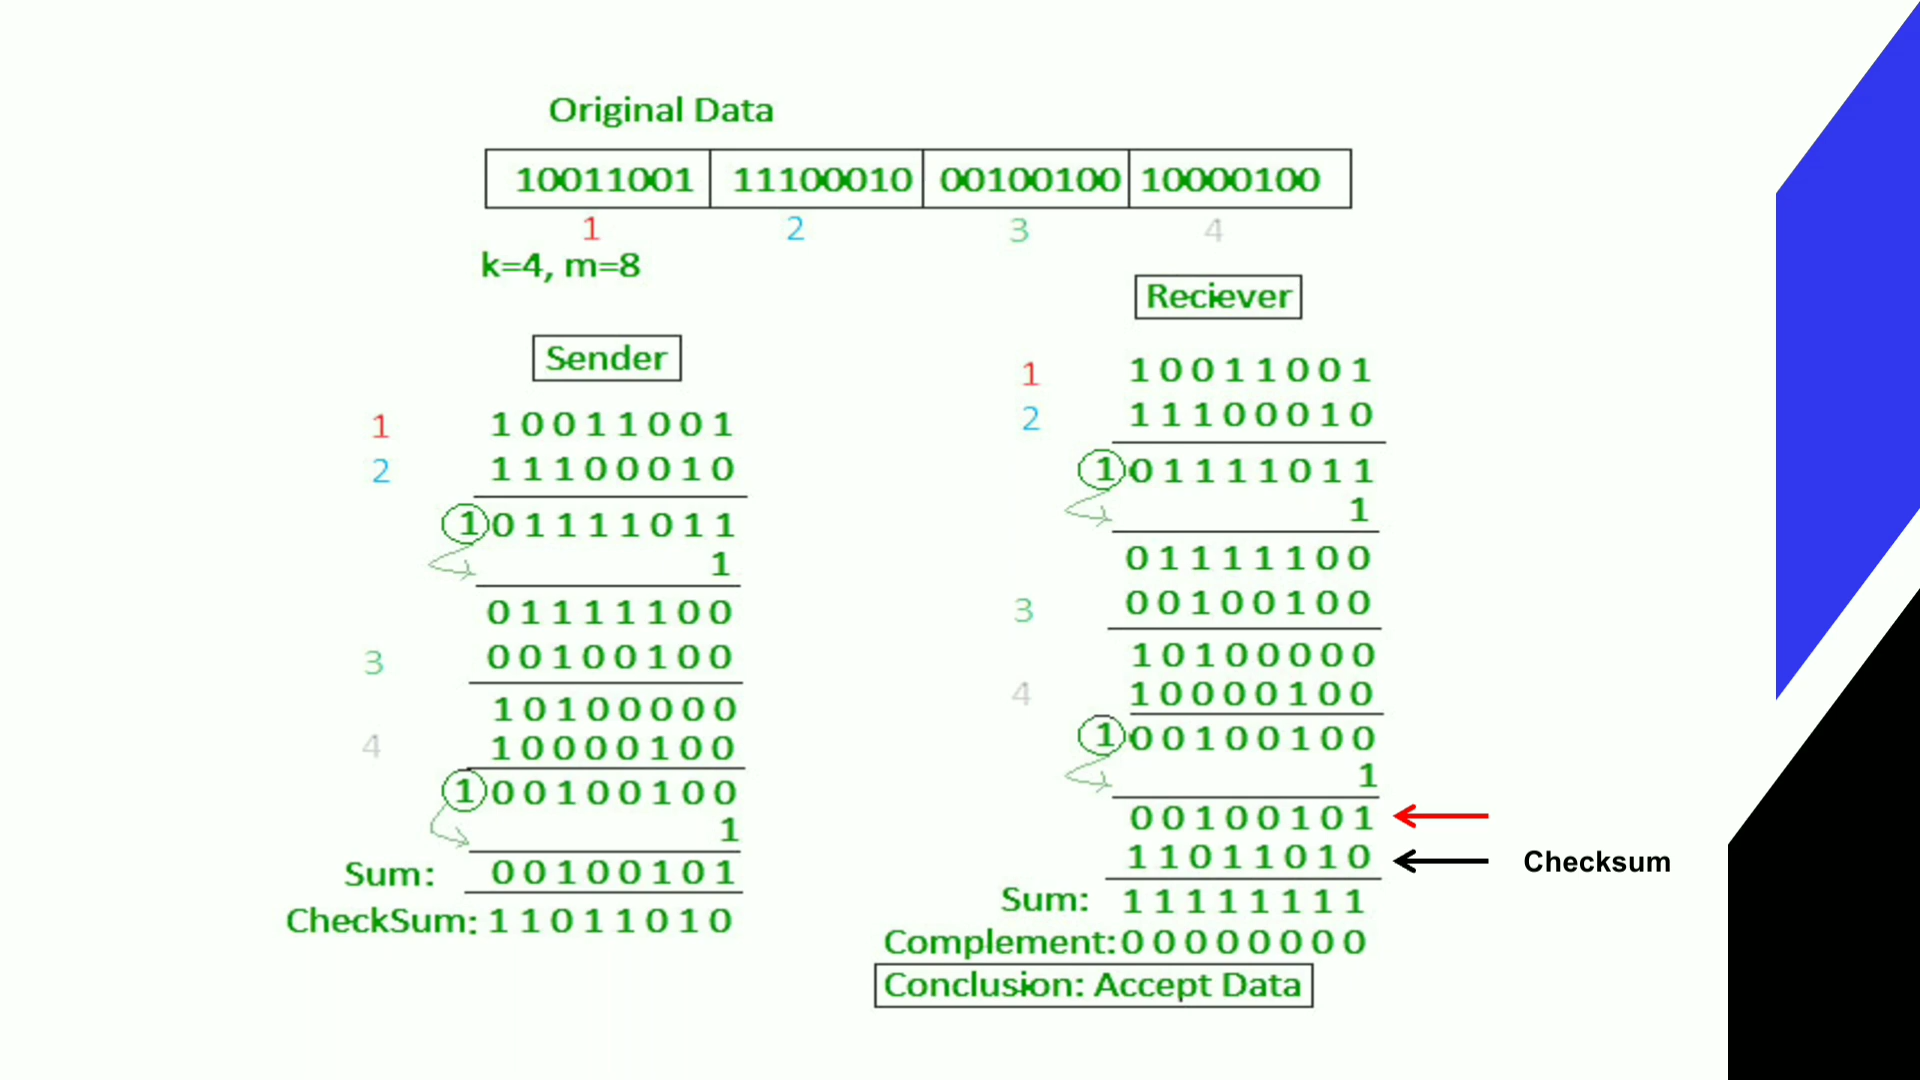 Original Data
10011001 11100010 00100100 10000100
1 2 3 4
k=4, m=8
Sender
1 10011001
2 11100010
1 01111011
1
01111100
3 00100100
10100000
4 10000100
1 00100100
1
Sum: 00100101
CheckSum: 11011010
Reciever
1 10011001
2 11100010
1 01111011
1
01111100
3 00100100
10100000
4 10000100
1 00100100
1
00100101
11011010 Checksum
Sum: 11111111
Complement: 00000000
Conclusion: Accept Data